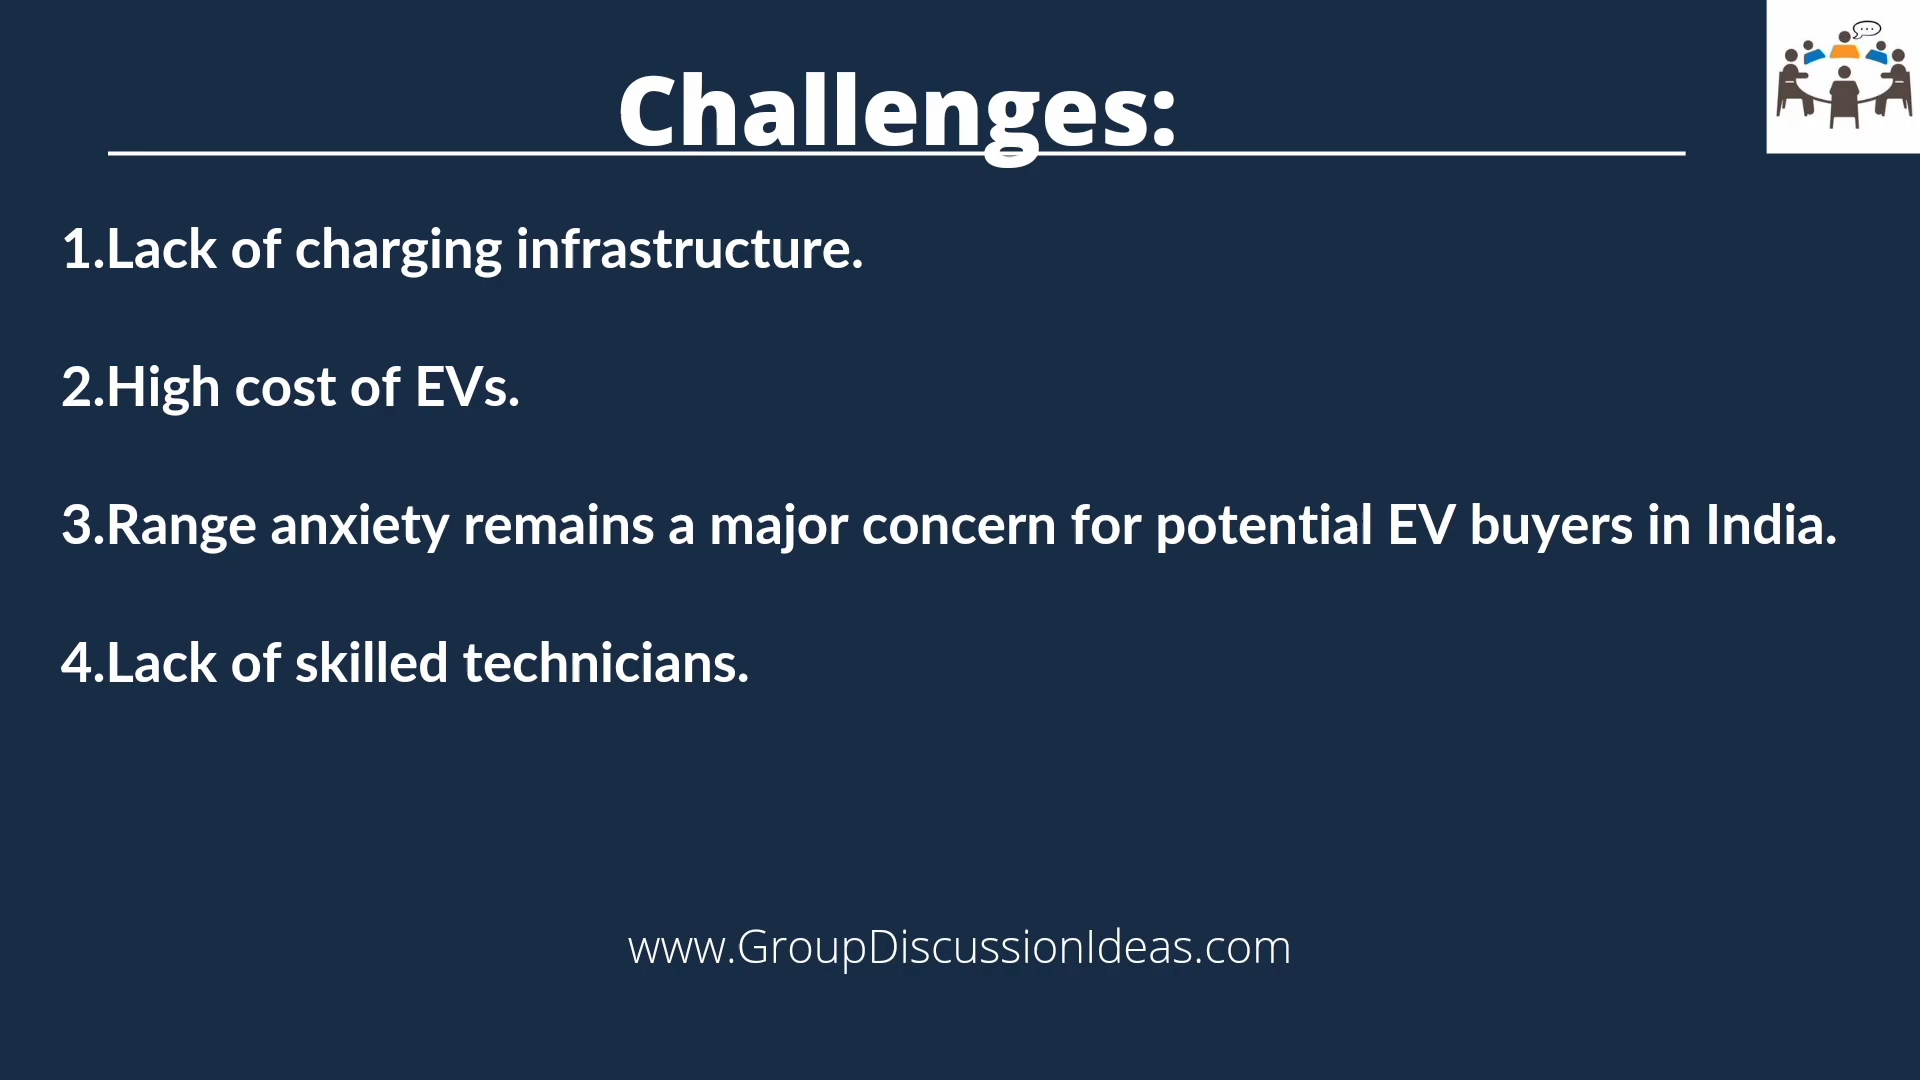 Challenges:
1.Lack of charging infrastructure.
2.High cost of EVs.
3.Range anxiety remains a major concern for potential EV buyers in India.
4.Lack of skilled technicians.
www.GroupDiscussionIdeas.com